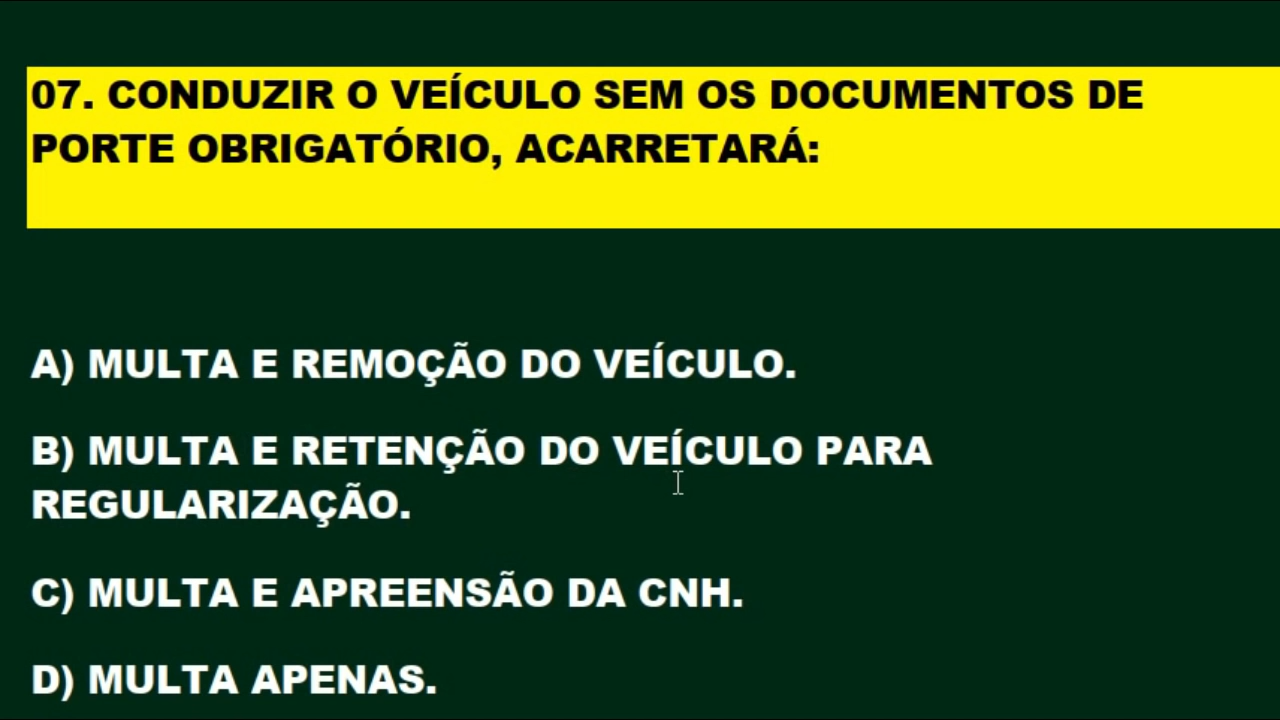 07. CONDUZIR O VEÍCULO SEM OS DOCUMENTOS DE
PORTE OBRIGATÓRIO, ACARRETARÁ:
A) MULTA E REMOÇÃO DO VEÍCULO.
B) MULTA E RETENÇÃO DO VEÍCULO PARA
REGULARIZAÇÃO.
C) MULTA E APREENSÃO DA CNH.
D) MULTA APENAS.